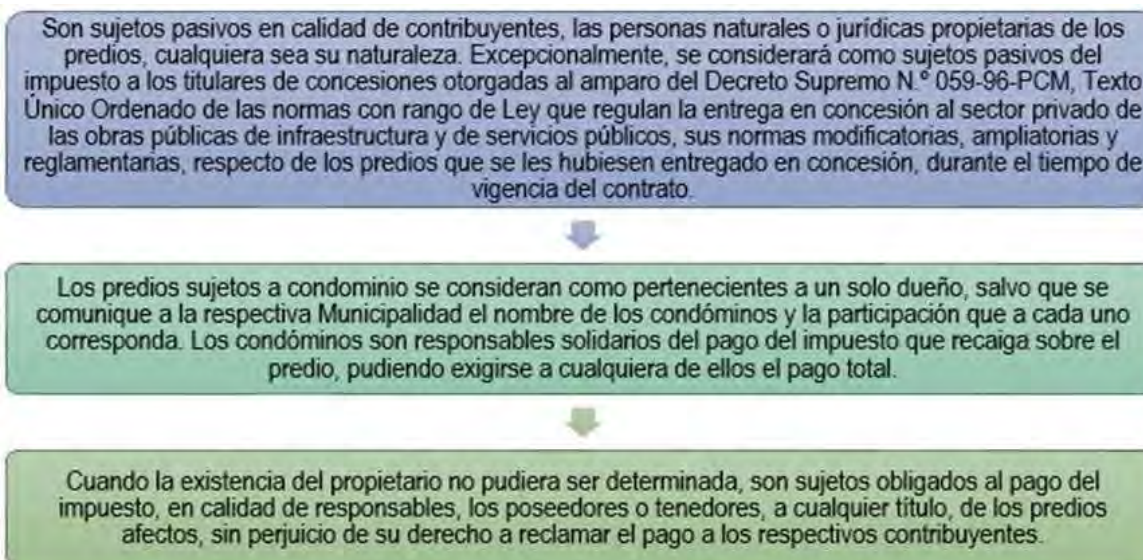 Son sujetos pasivos en calidad de contribuyentes, las personas naturales o jurídicas propietarias de los
predios, cualquiera sea su naturaleza. Excepcionalmente, se considerará como sujetos pasivos del
impuesto a los titulares de concesiones otorgadas al amparo del Decreto Supremo N.º 059-96-PCM, Texto
Único Ordenado de las normas con rango de Ley que regulan la entrega en concesión al sector privado de
las obras públicas de infraestructura y de servicios públicos, sus normas modificatorias, ampliatorias y
reglamentarias, respecto de los predios que se les hubiesen entregado en concesión, durante el tiempo de
vigencia del contrato.
Los predios sujetos a condominio se consideran como pertenecientes a un solo dueño, salvo que se
comunique a la respectiva Municipalidad el nombre de los condóminos y la participación que a cada uno
corresponda. Los condóminos son responsables solidarios del pago del impuesto que recaiga sobre el
predio, pudiendo exigirse a cualquiera de ellos el pago total.
Cuando la existencia del propietario no pudiera ser determinada, son sujetos obligados al pago del
impuesto, en calidad de responsables, los poseedores o tenedores, a cualquier título, de los predios
afectos, sin perjuicio de su derecho a reclamar el pago a los respectivos contribuyentes.